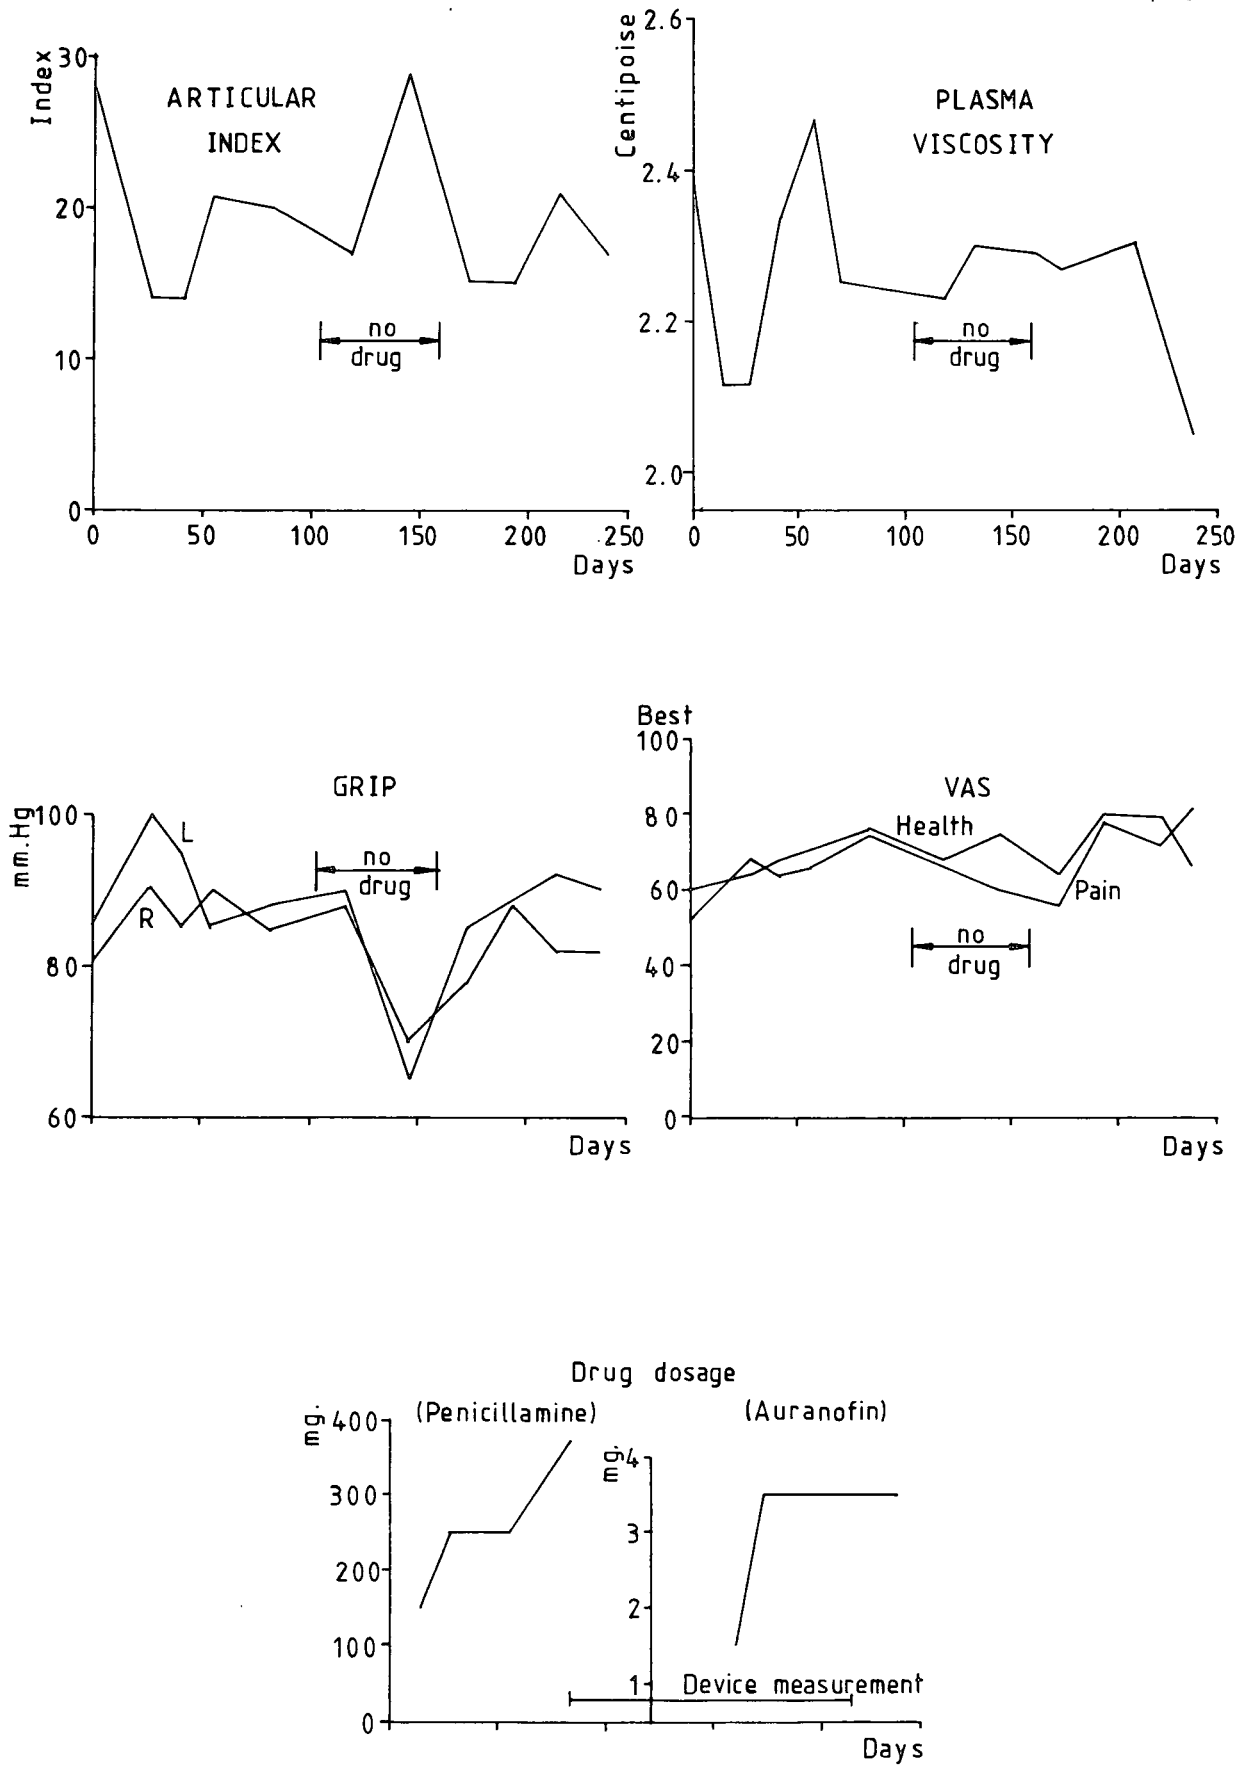 Index
30
20
10
0
ARTICULAR
INDEX
no
drug
0 50 100 150 200 250
Days
Centipoise
2.6
2.4
2.2
2.0
PLASMA
VISCOSITY
no
drug
0 50 100 150 200 250
Days
mm.Hg
100
80
60
GRIP
L
R
no
drug
Days
Best
100
80
60
40
20
0
VAS
Health
Pain
no
drug
Days
Drug dosage
(Penicillamine)
mg.
400
300
200
100
0
(Auranofin)
mg.
4
3
2
1
Device measurement
Days